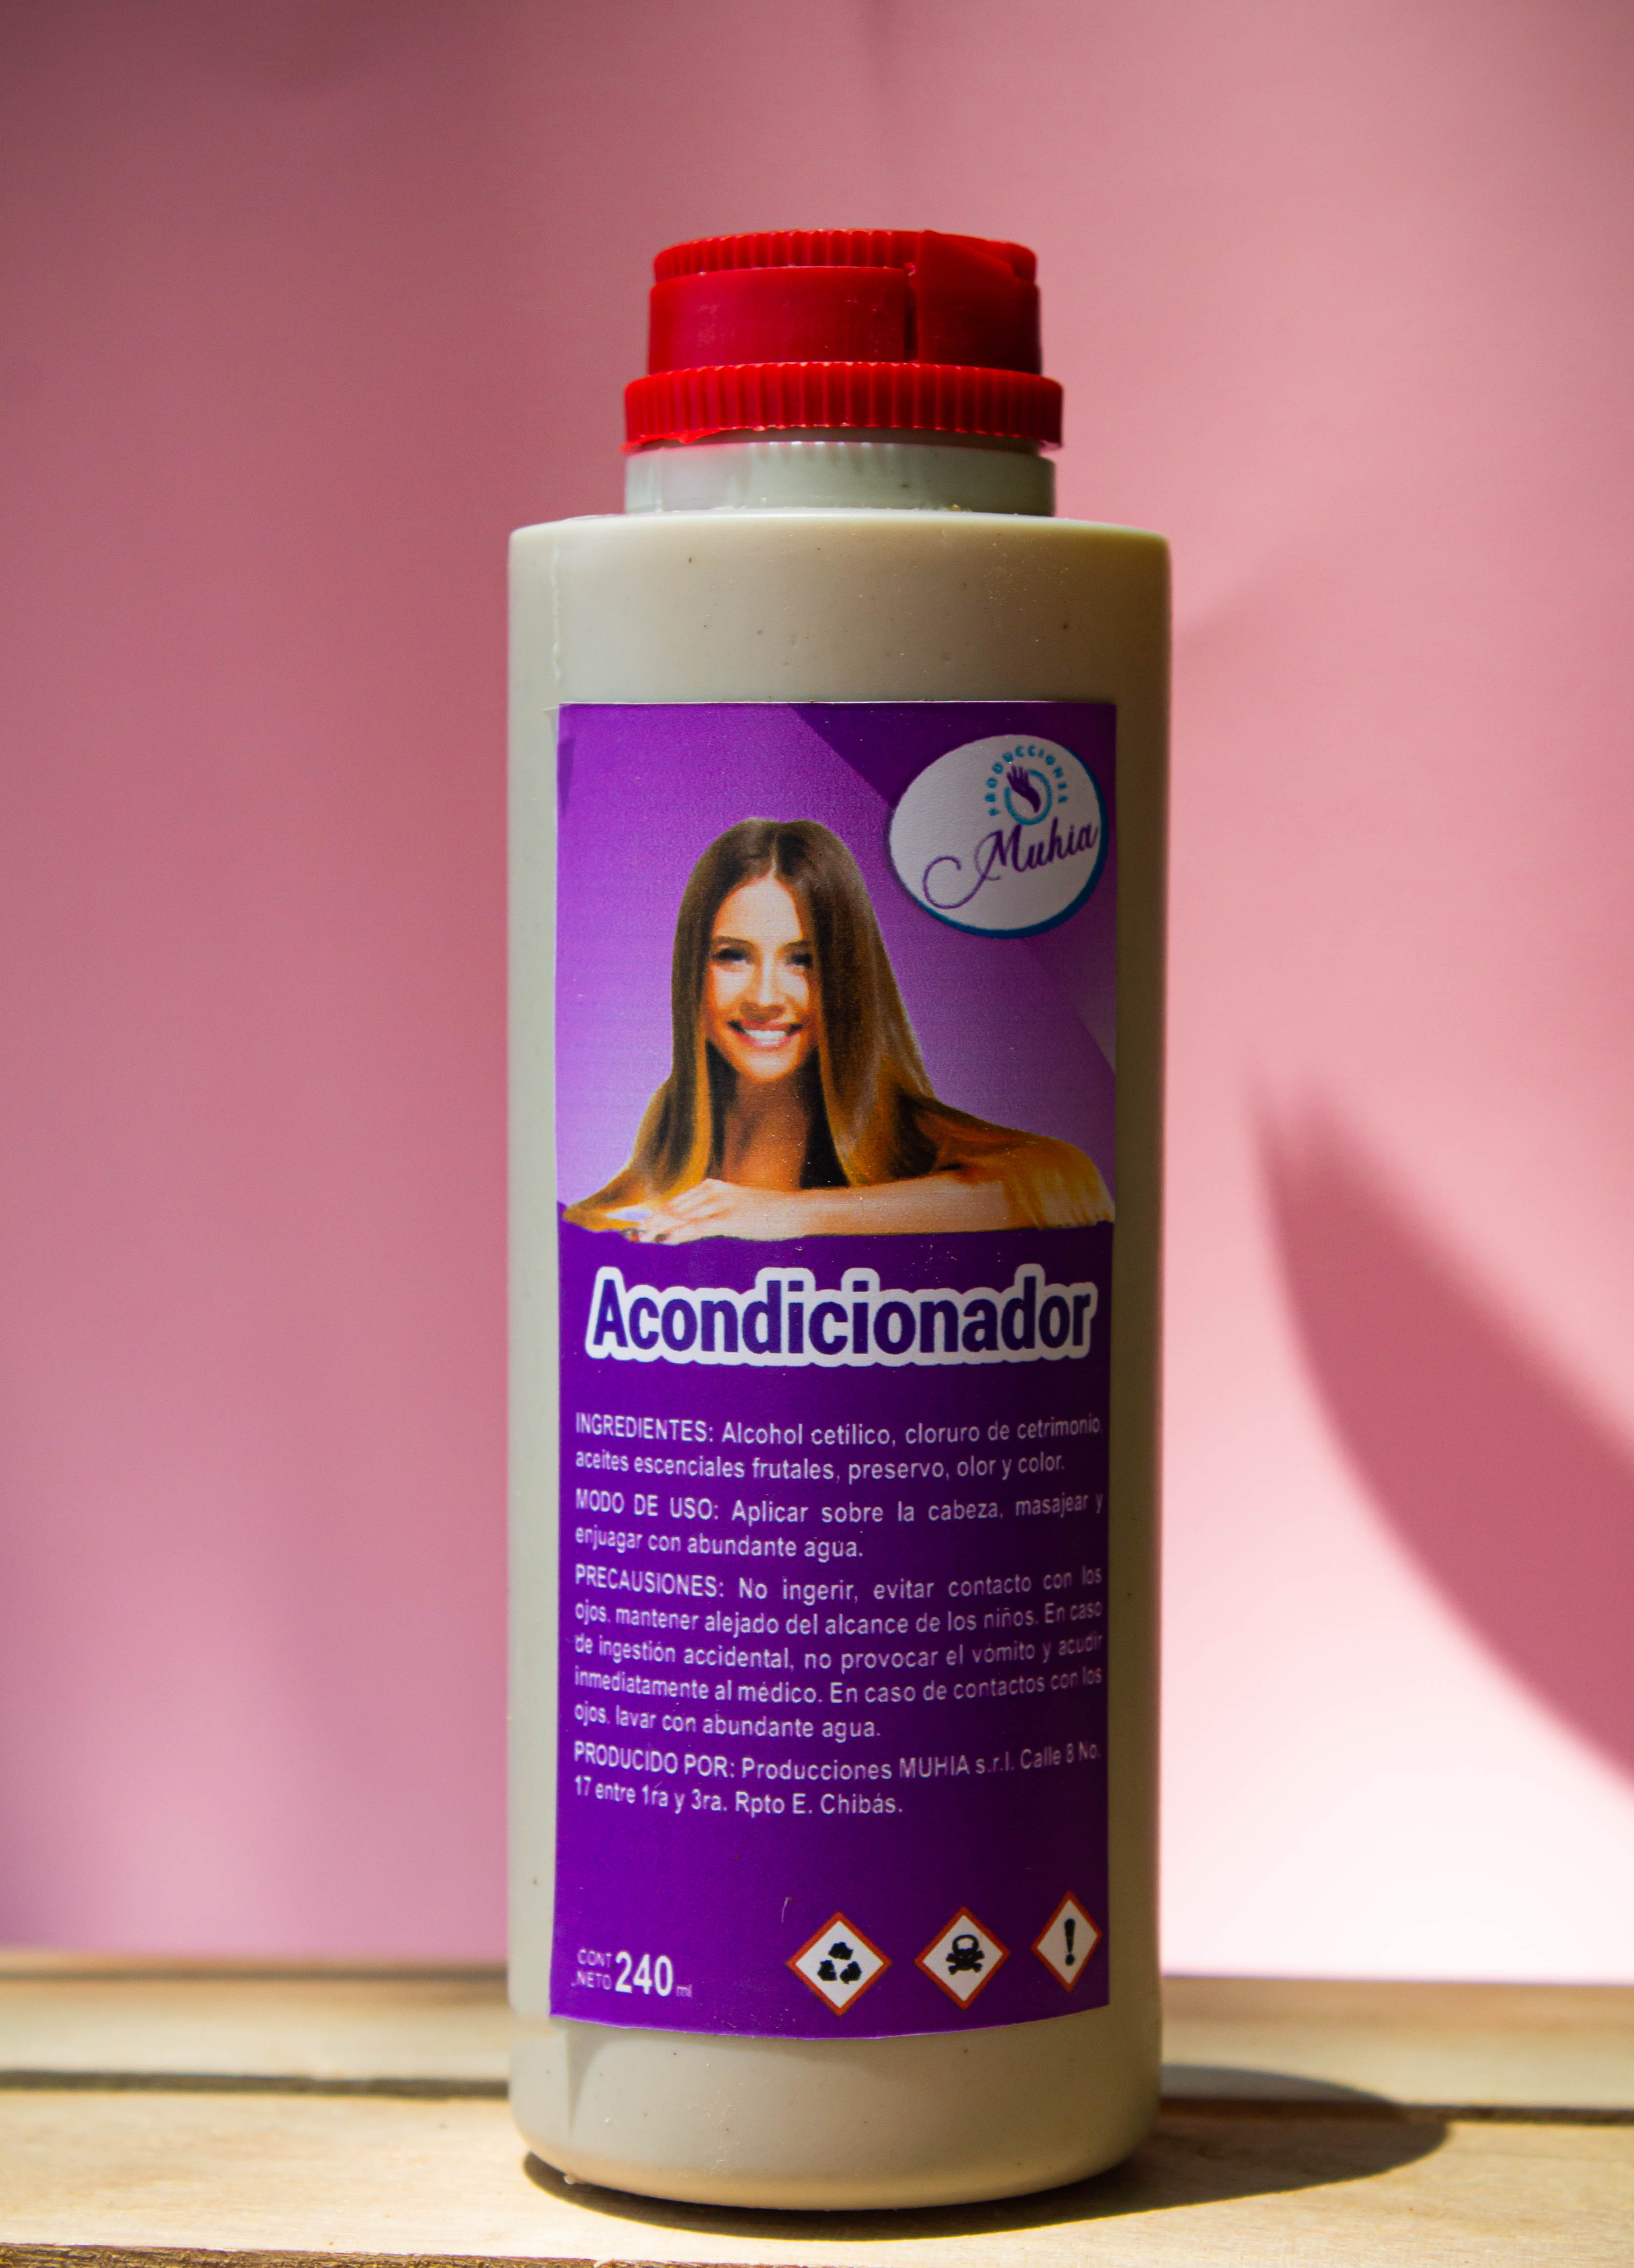 PRODUCCIONES
Muhia
Acondicionador
INGREDIENTES: Alcohol cetílico, cloruro de cetrimonio,
aceites escenciales frutales, preservo, olor y color.
MODO DE USO: Aplicar sobre la cabeza, masajear y
enjuagar con abundante agua.
PRECAUSIONES: No ingerir, evitar contacto con los
ojos, mantener alejado del alcance de los niños. En caso
de ingestión accidental, no provocar el vómito y acudir
inmediatamente al médico. En caso de contactos con los
ojos, lavar con abundante agua.
PRODUCIDO POR: Producciones MUHIA s.r.l. Calle 8 No.
17 entre 1ra y 3ra. Rpto E. Chibás.
CONT
NETO 240 ml